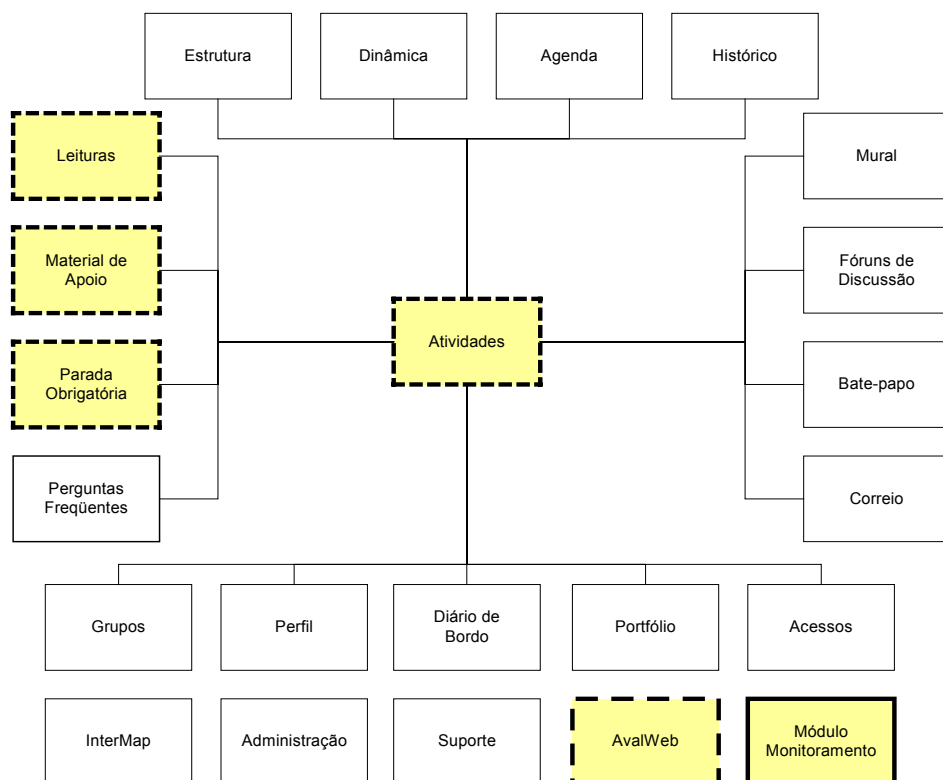 Estrutura
Dinâmica
Agenda
Histórico
Leituras
Mural
Material de
Apoio
Fóruns de
Discussão
Atividades
Parada
Obrigatória
Bate-papo
Perguntas
Freqüentes
Correio
Grupos
Perfil
Diário de
Bordo
Portfólio
Acessos
InterMap
Administração
Suporte
AvalWeb
Módulo
Monitoramento